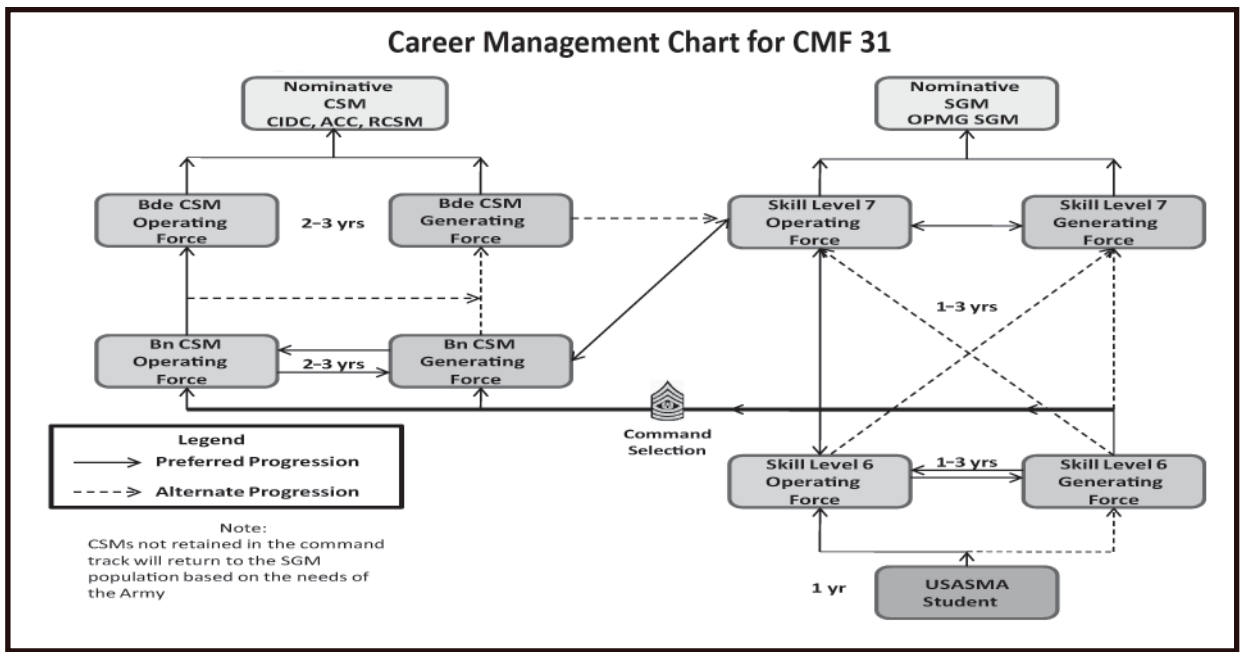 Career Management Chart for CMF 31
Nominative
CSM
CIDC, ACC, RCSM
Nominative
SGM
OPMG SGM
Bde CSM
Operating
Force
2–3 yrs
Bde CSM
Generating
Force
Skill Level 7
Operating
Force
Skill Level 7
Generating
Force
1–3 yrs
Bn CSM
Operating
Force
2–3 yrs
Bn CSM
Generating
Force
Command
Selection
Legend
Preferred Progression
Alternate Progression
Skill Level 6
Operating
Force
1–3 yrs
Skill Level 6
Generating
Force
Note:
CSMs not retained in the command
track will return to the SGM
population based on the needs of
the Army
1 yr
USASMA
Student